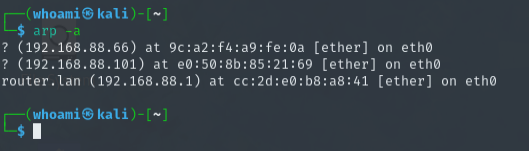 ┌──(whoami㉿kali)-[~]
└─$ arp -a
? (192.168.88.66) at 9c:a2:f4:a9:fe:0a [ether] on eth0
? (192.168.88.101) at e0:50:8b:85:21:69 [ether] on eth0
router.lan (192.168.88.1) at cc:2d:e0:b8:a8:41 [ether] on eth0
┌──(whoami㉿kali)-[~]
└─$